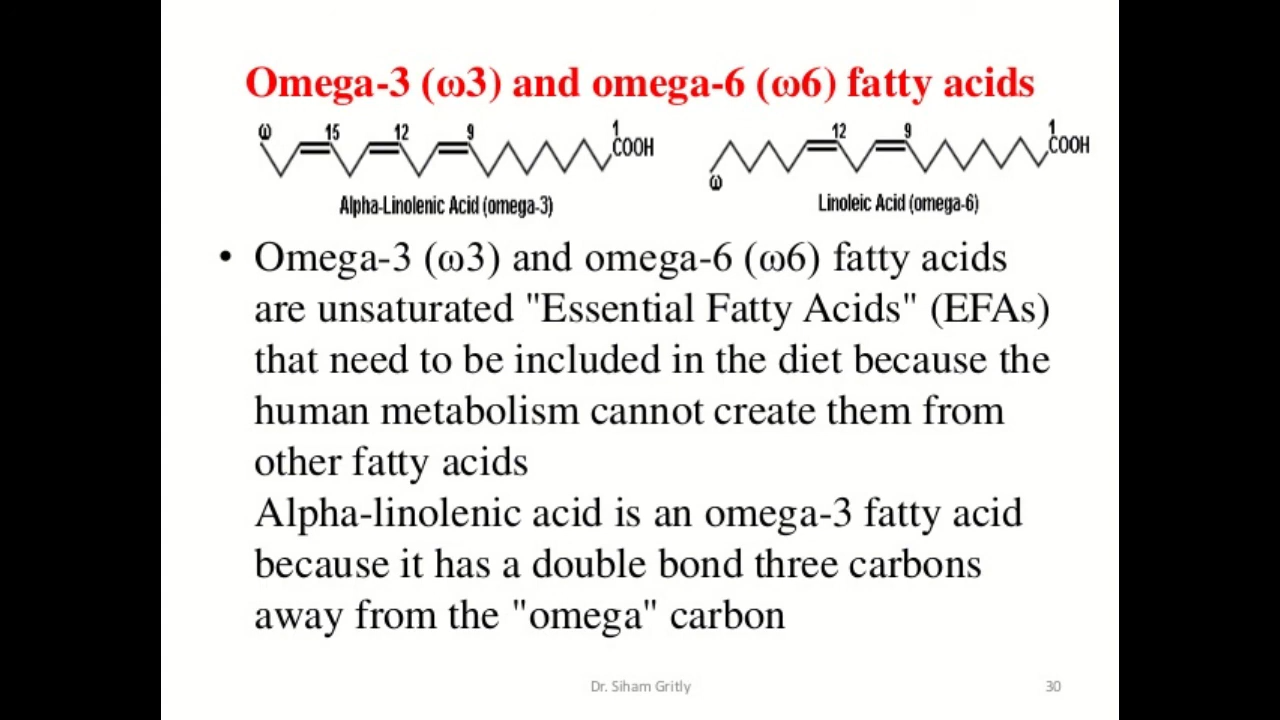 Omega-3 (ω3) and omega-6 (ω6) fatty acids
ω 15 12 9 1 COOH
Alpha-Linolenic Acid (omega-3)
12 9 1 COOH
ω
Linoleic Acid (omega-6)
• Omega-3 (ω3) and omega-6 (ω6) fatty acids
are unsaturated "Essential Fatty Acids" (EFAs)
that need to be included in the diet because the
human metabolism cannot create them from
other fatty acids
Alpha-linolenic acid is an omega-3 fatty acid
because it has a double bond three carbons
away from the "omega" carbon
Dr. Siham Gritly
30